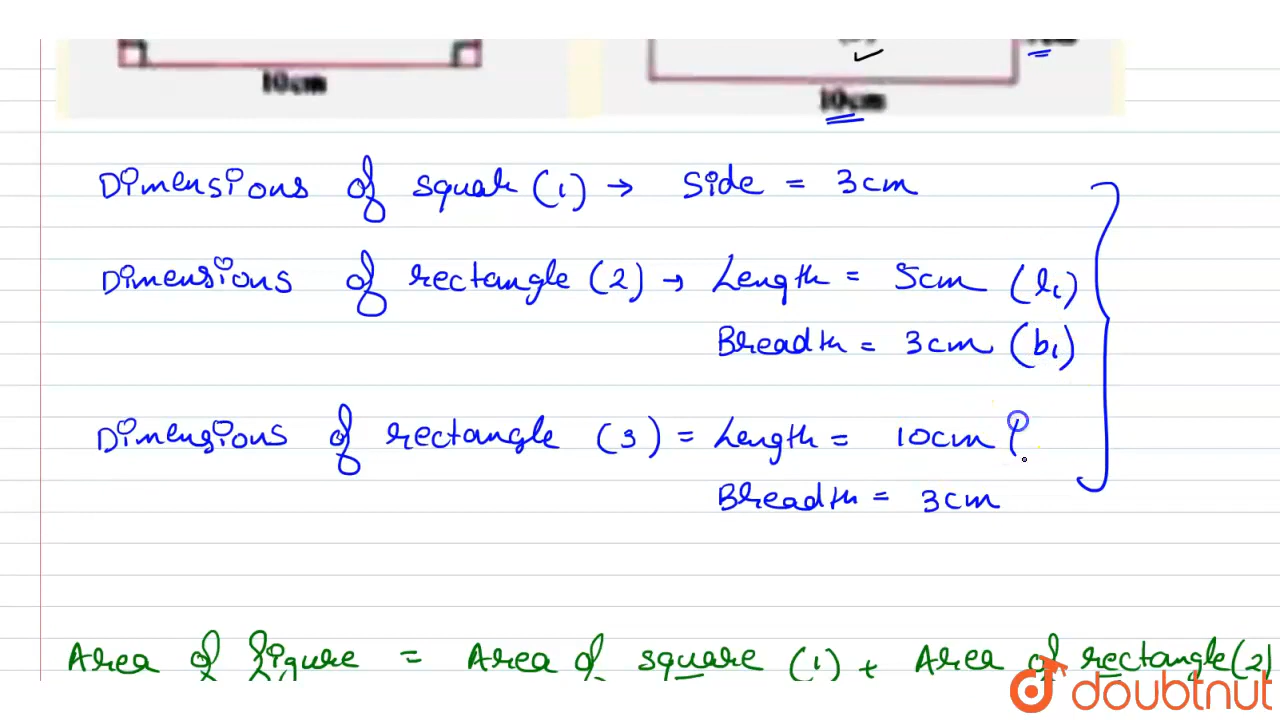 10cm
10cm
Dimensions of squar (1) → Side = 3cm
Dimensions of rectangle (2) → Length = 5cm (l₁)
Breadth = 3cm (b₁)
Dimensions of rectangle (3) = Length = 10cm
Breadth = 3cm
Area of figure = Area of square (1) + Area of rectangle (2)
doubtnut